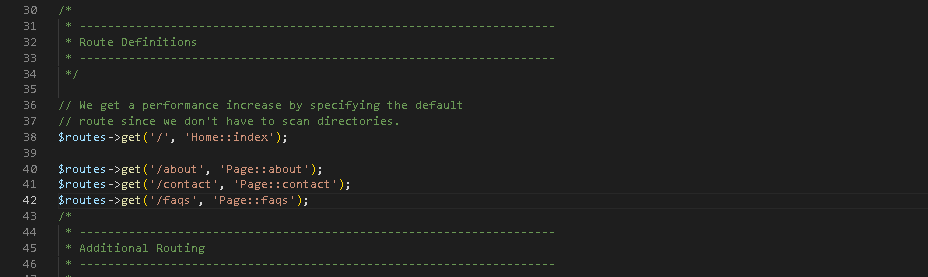 30 /*
31  * --------------------------------------------------------------------
32  * Route Definitions
33  * --------------------------------------------------------------------
34  */
35
36 // We get a performance increase by specifying the default
37 // route since we don't have to scan directories.
38 $routes->get('/', 'Home::index');
39
40 $routes->get('/about', 'Page::about');
41 $routes->get('/contact', 'Page::contact');
42 $routes->get('/faqs', 'Page::faqs');
43 /*
44  * --------------------------------------------------------------------
45  * Additional Routing
46  * --------------------------------------------------------------------